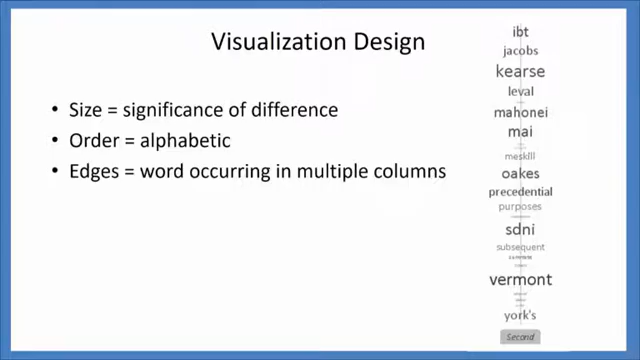 Visualization Design
• Size = significance of difference
• Order = alphabetic
• Edges = word occurring in multiple columns
ibt
jacobs
kearse
leval
mahonei
mai
meskill
oakes
precedential
purposes
sdni
subsequent
vermont
york's
Second